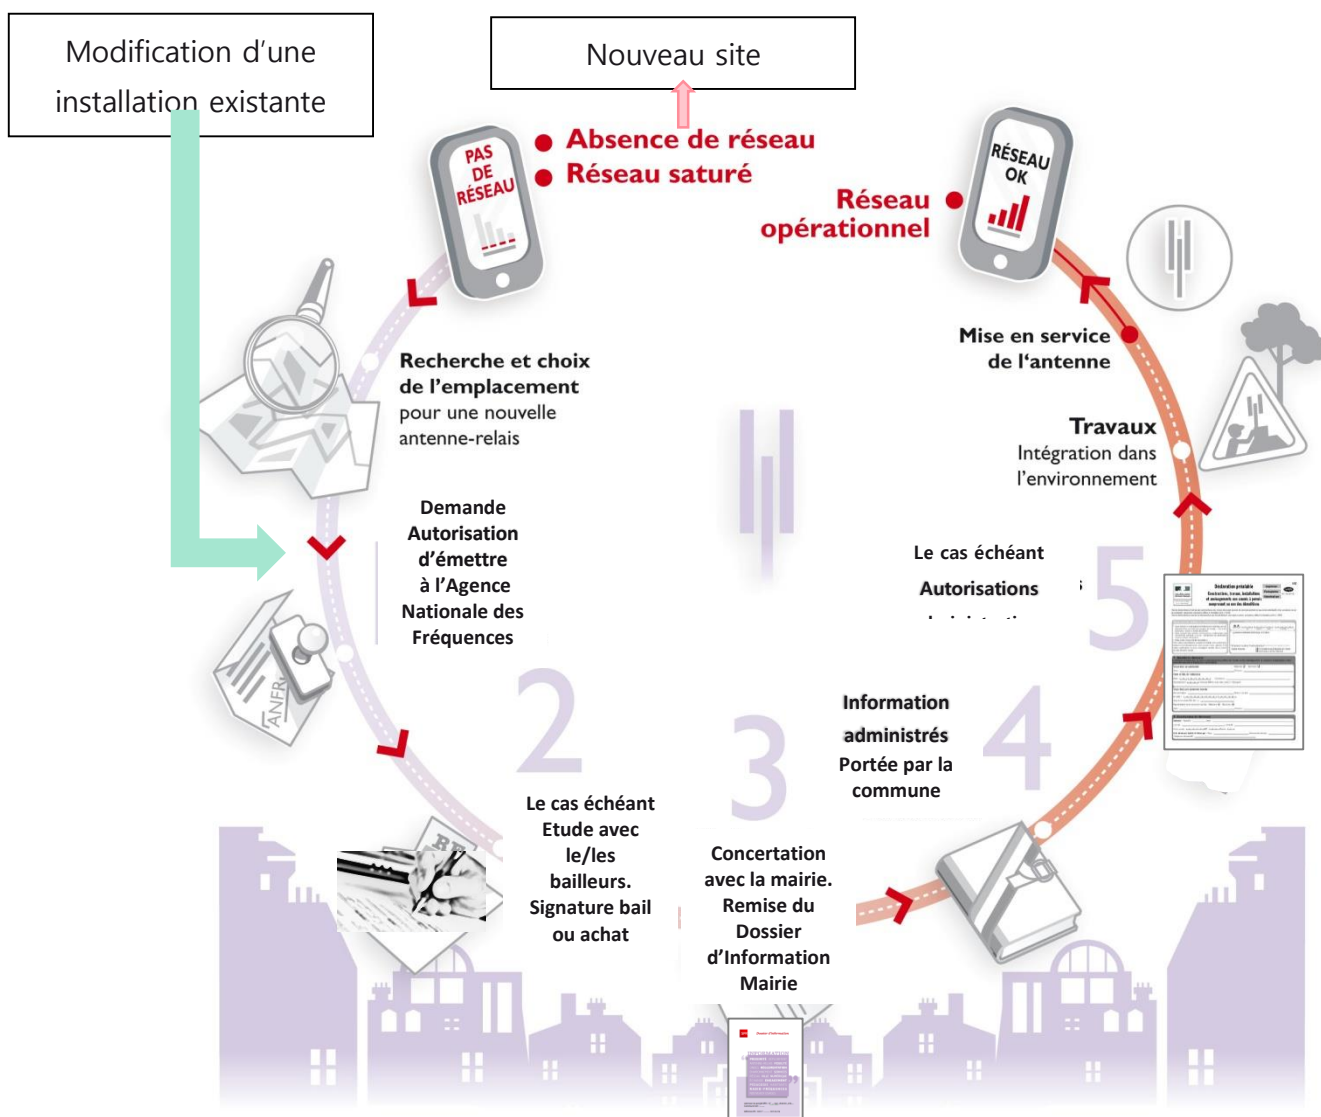 Modification d'une
installation existante
Nouveau site
Absence de réseau
Réseau saturé
PAS
DE
RÉSEAU
RÉSEAU
OK
Réseau
opérationnel
Recherche et choix
de l'emplacement
pour une nouvelle
antenne-relais
Mise en service
de l'antenne
Travaux
Intégration dans
l'environnement
Demande
Autorisation
d'émettre
à l'Agence
Nationale des
Fréquences
ANFR
Le cas échéant
Autorisations
5
2
Le cas échéant
Etude avec
le/les
bailleurs.
Signature bail
ou achat
3
Concertation
avec la mairie.
Remise du
Dossier
d'Information
Mairie
4
Information
administrés
Portée par la
commune
Déclaration préalable
Dossier d'Information